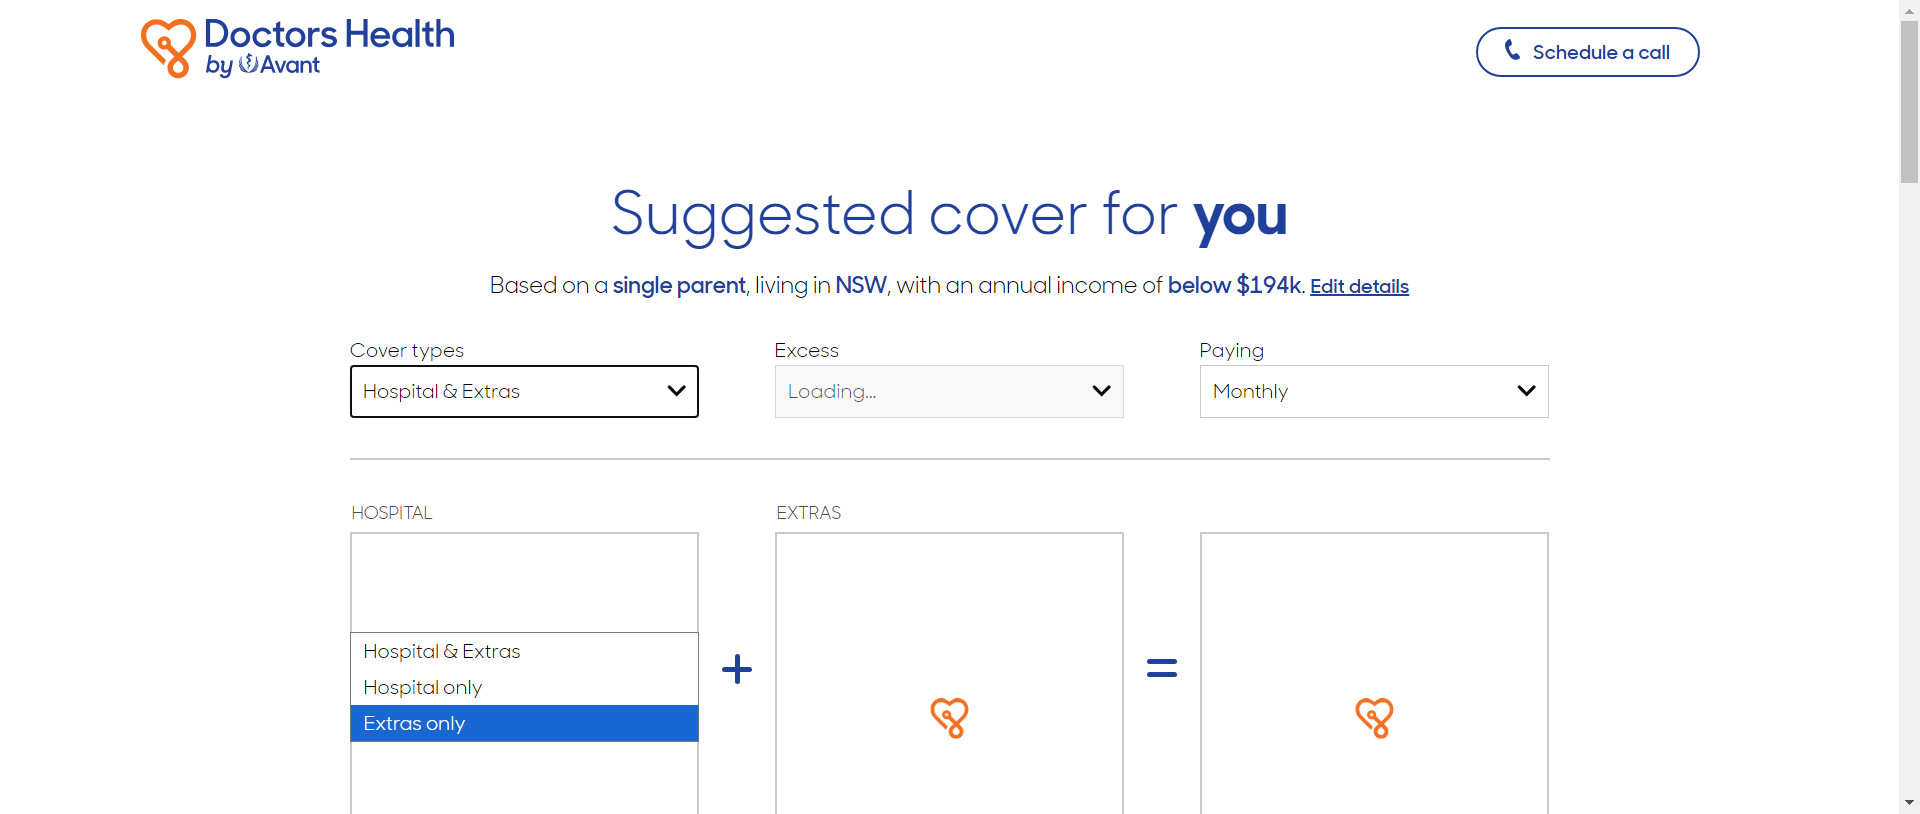 Doctors Health
by Avant
Schedule a call
Suggested cover for you
Based on a single parent, living in NSW, with an annual income of below $194k. Edit details
Cover types
Excess
Paying
Hospital & Extras
Loading...
Monthly
HOSPITAL
EXTRAS
Hospital & Extras
Hospital only
Extras only
+
=